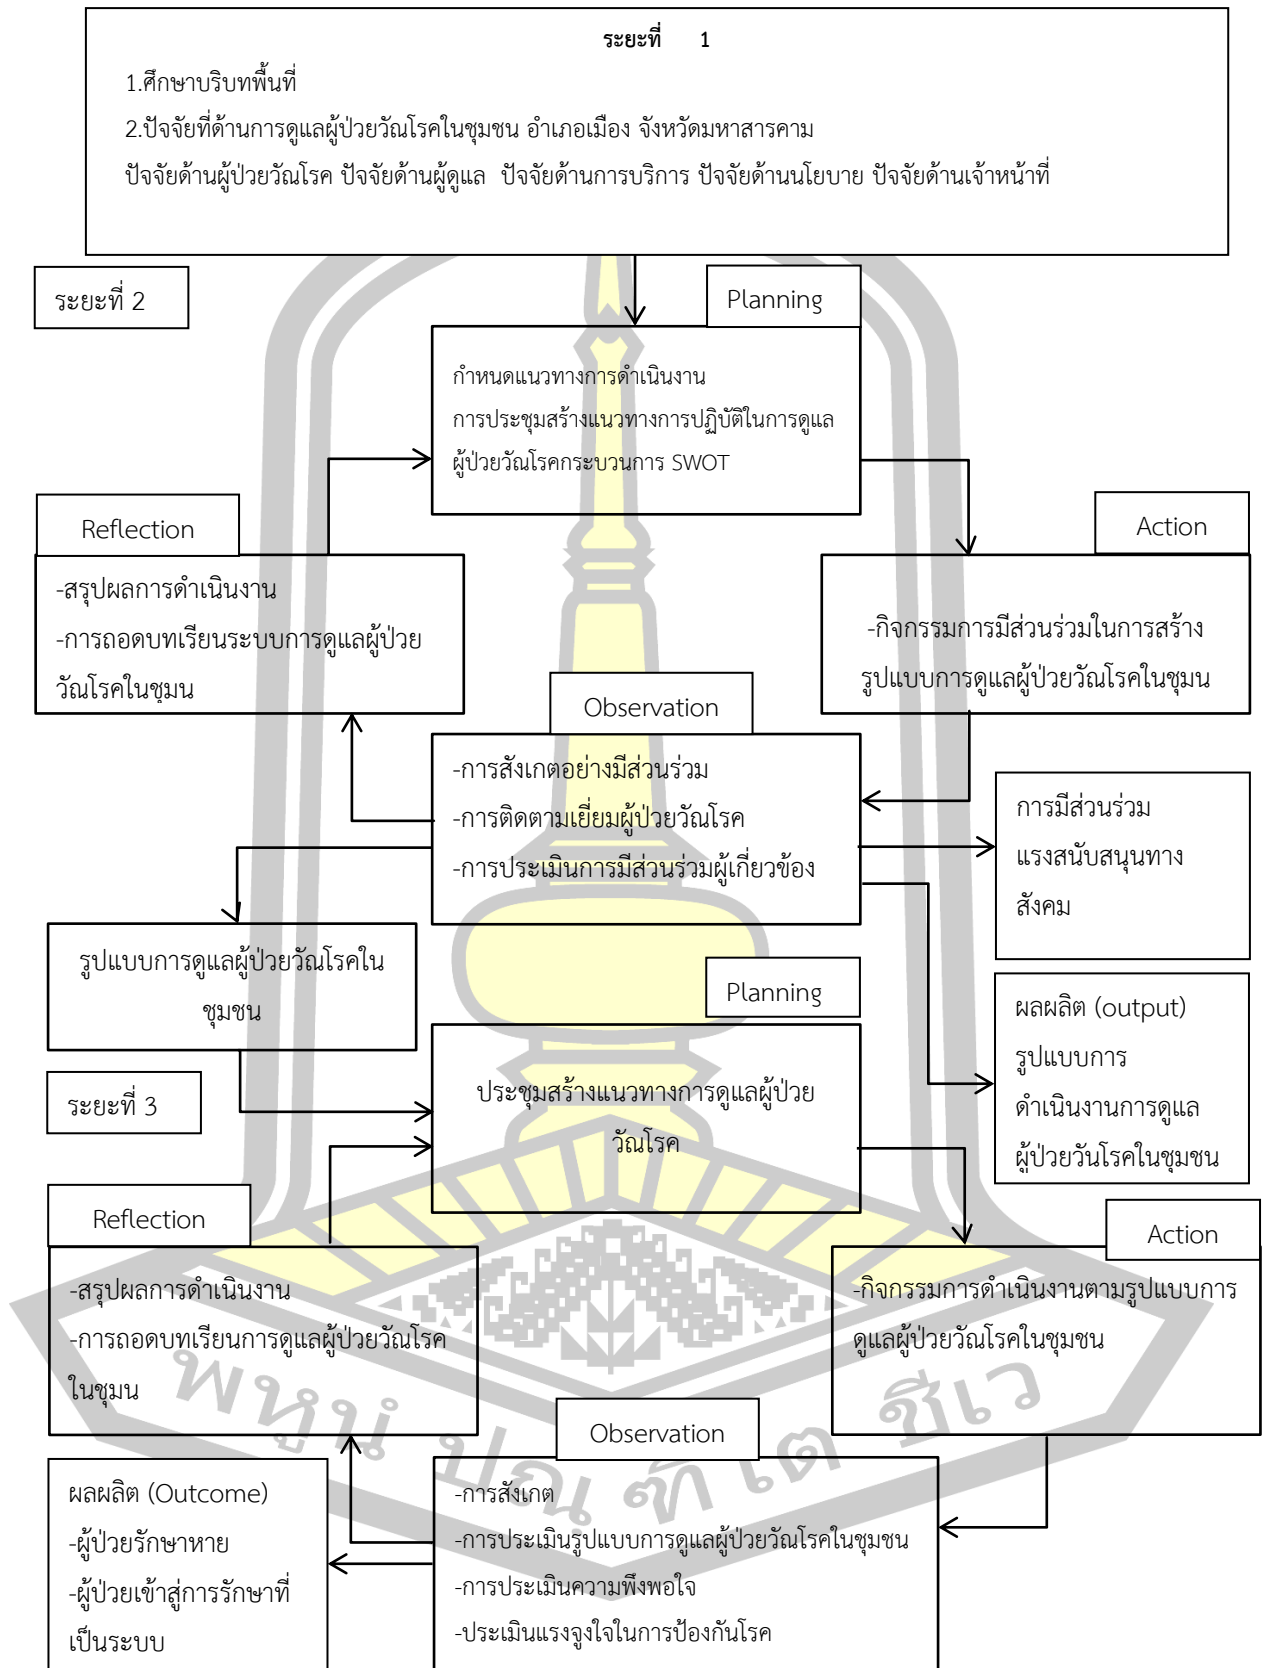 ระยะที่ 1
1.ศึกษาบริบทพื้นที่
2.ปัจจัยที่ด้านการดูแลผู้ป่วยวัณโรคในชุมชน อำเภอเมือง จังหวัดมหาสารคาม
ปัจจัยด้านผู้ป่วยวัณโรค ปัจจัยด้านผู้ดูแล ปัจจัยด้านการบริการ ปัจจัยด้านนโยบาย ปัจจัยด้านเจ้าหน้าที่
ระยะที่ 2
Planning
กำหนดแนวทางการดำเนินงาน
การประชุมสร้างแนวทางการปฏิบัติในการดูแล
ผู้ป่วยวัณโรคกระบวนการ SWOT
Reflection
-สรุปผลการดำเนินงาน
-การถอดบทเรียนระบบการดูแลผู้ป่วย
วัณโรคในชุมน
Action
-กิจกรรมการมีส่วนร่วมในการสร้าง
รูปแบบการดูแลผู้ป่วยวัณโรคในชุมน
Observation
-การสังเกตอย่างมีส่วนร่วม
-การติดตามเยี่ยมผู้ป่วยวัณโรค
-การประเมินการมีส่วนร่วมผู้เกี่ยวข้อง
การมีส่วนร่วม
แรงสนับสนุนทาง
สังคม
รูปแบบการดูแลผู้ป่วยวัณโรคใน
ชุมชน
ผลผลิต (output)
รูปแบบการ
ดำเนินงานการดูแล
ผู้ป่วยวันโรคในชุมชน
ระยะที่ 3
Planning
ประชุมสร้างแนวทางการดูแลผู้ป่วย
วัณโรค
Reflection
-สรุปผลการดำเนินงาน
-การถอดบทเรียนการดูแลผู้ป่วยวัณโรค
ในชุมน
Action
-กิจกรรมการดำเนินงานตามรูปแบบการ
ดูแลผู้ป่วยวัณโรคในชุมชน
Observation
-การสังเกต
-การประเมินรูปแบบการดูแลผู้ป่วยวัณโรคในชุมชน
-การประเมินความพึงพอใจ
-ประเมินแรงจูงใจในการป้องกันโรค
ผลผลิต (Outcome)
-ผู้ป่วยรักษาหาย
-ผู้ป่วยเข้าสู่การรักษาที่
เป็นระบบ
พหูนํ ปณฺฑิเต ชีเว